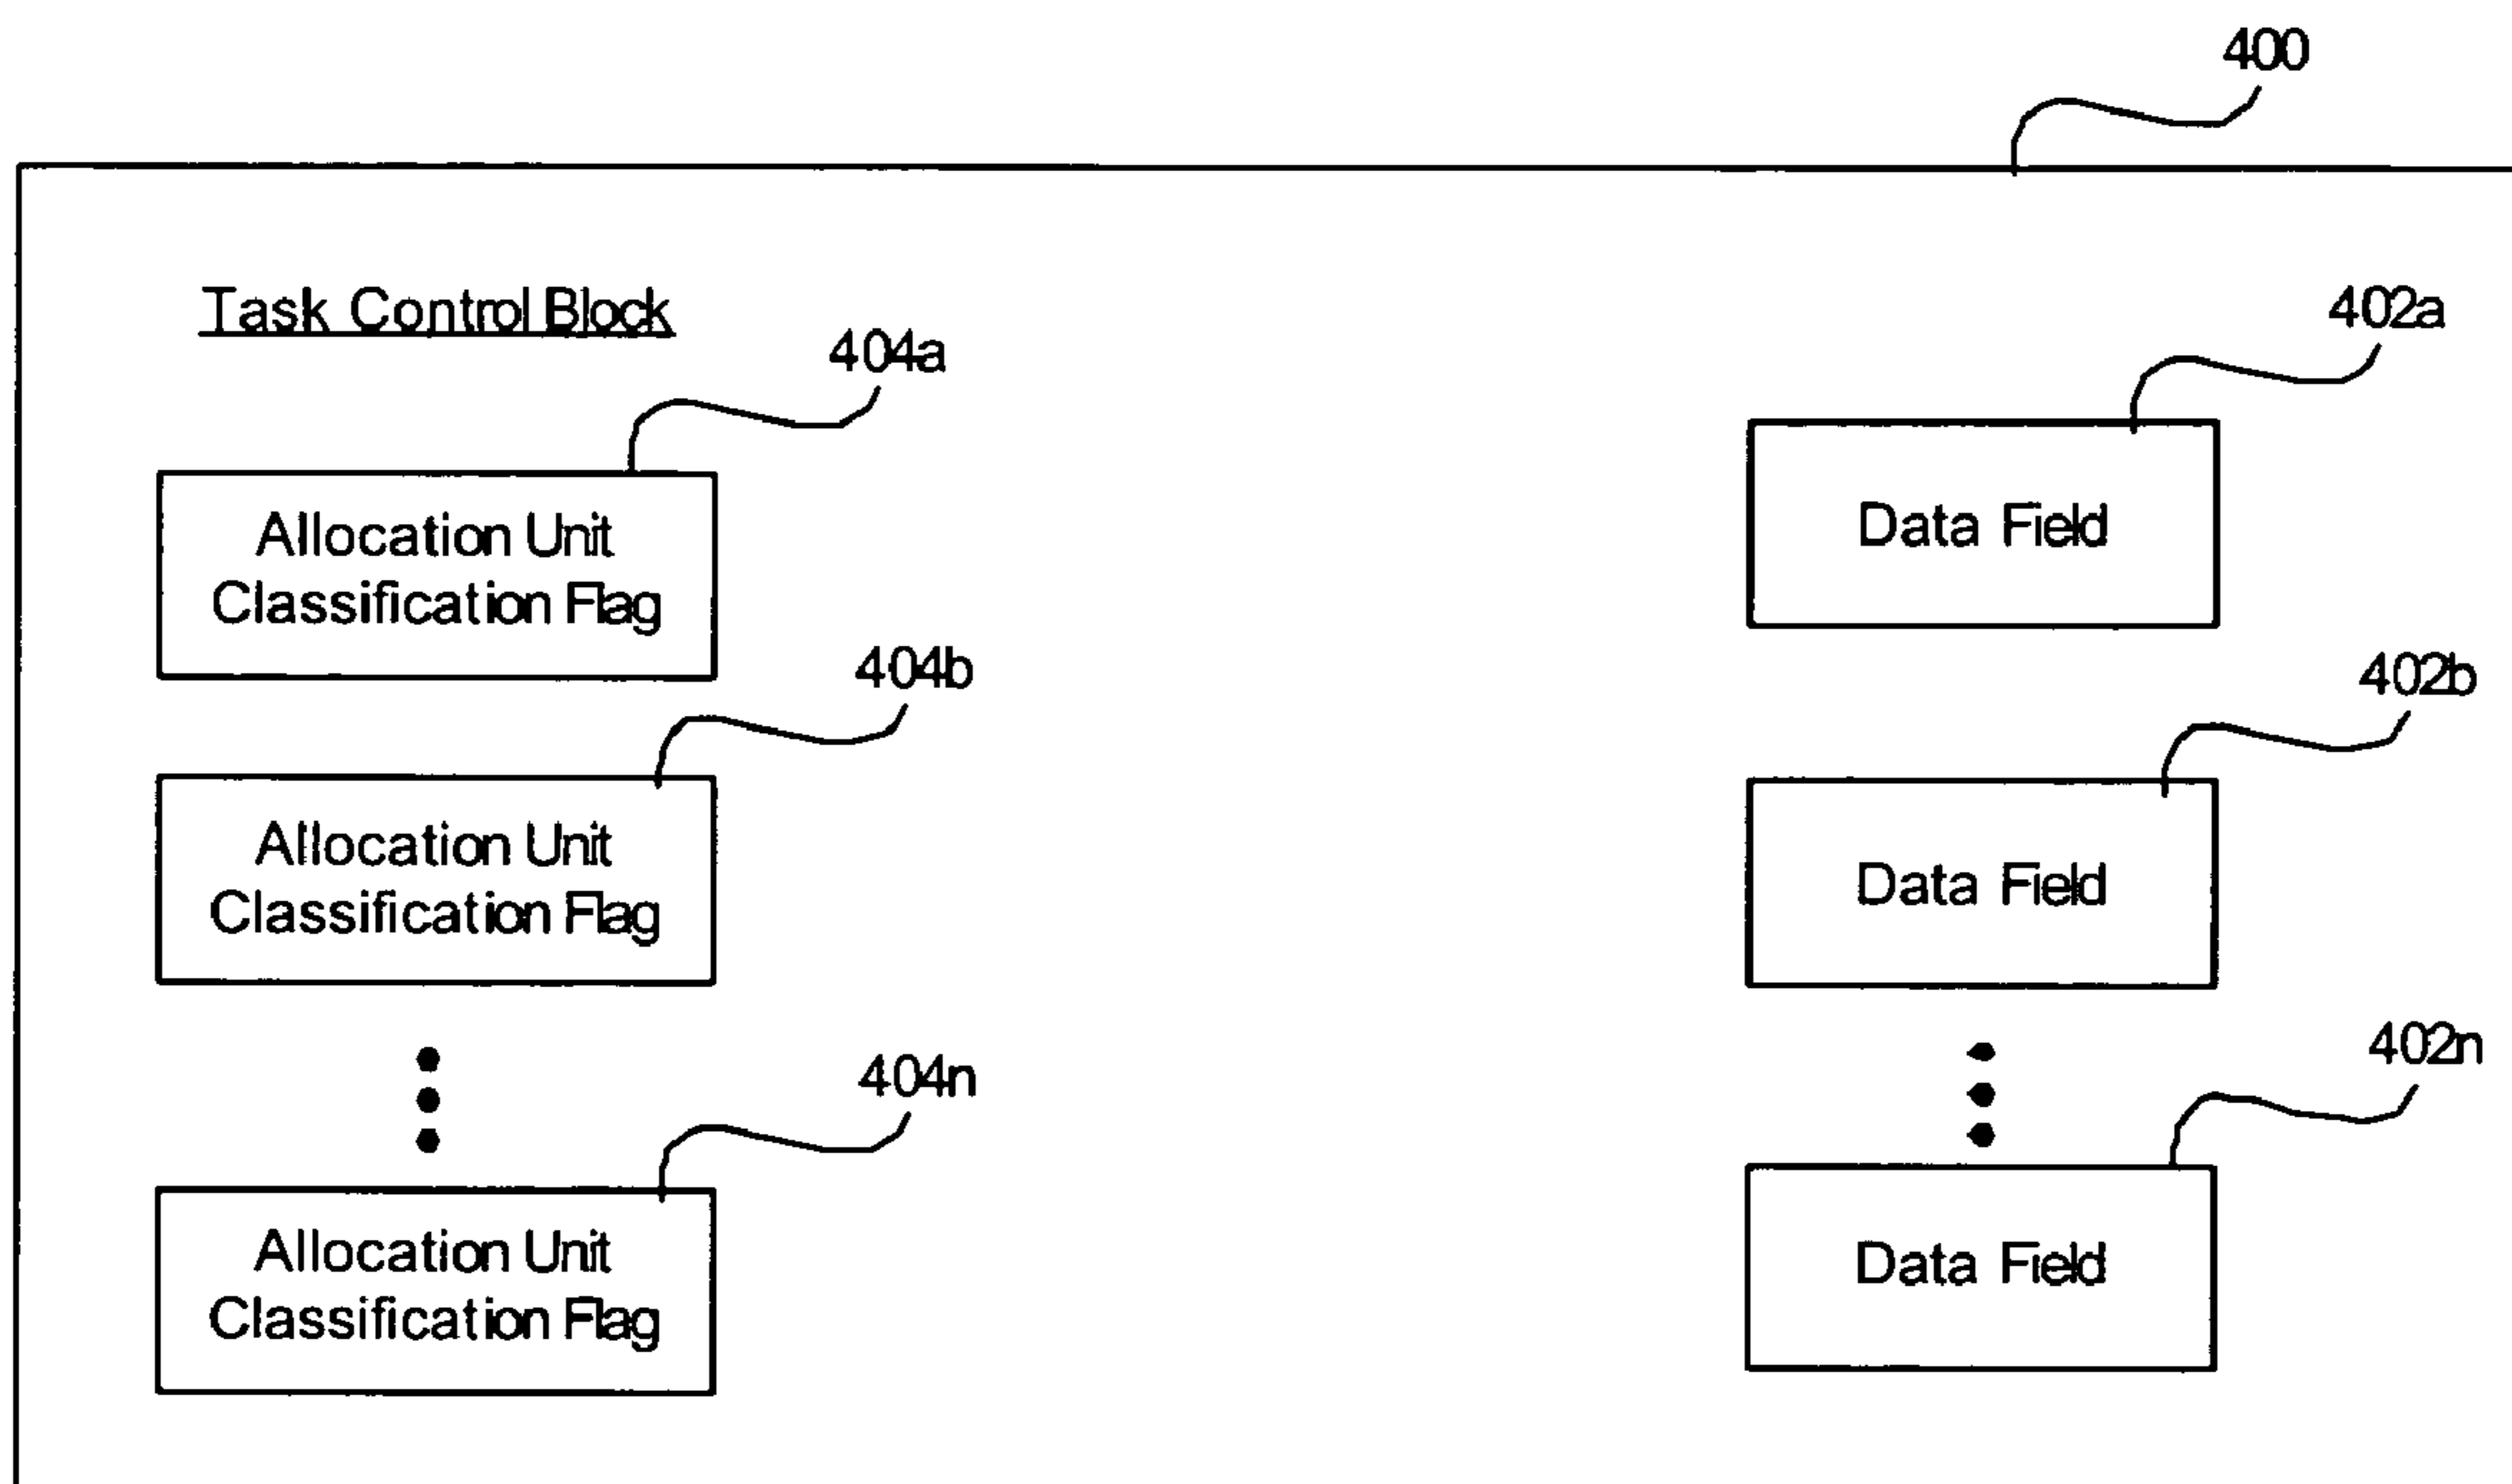 400
Task Control Block
404a
Allocation Unit
Classification Flag
404b
Allocation Unit
Classification Flag
404n
Allocation Unit
Classification Flag
402a
Data Field
402b
Data Field
402n
Data Field